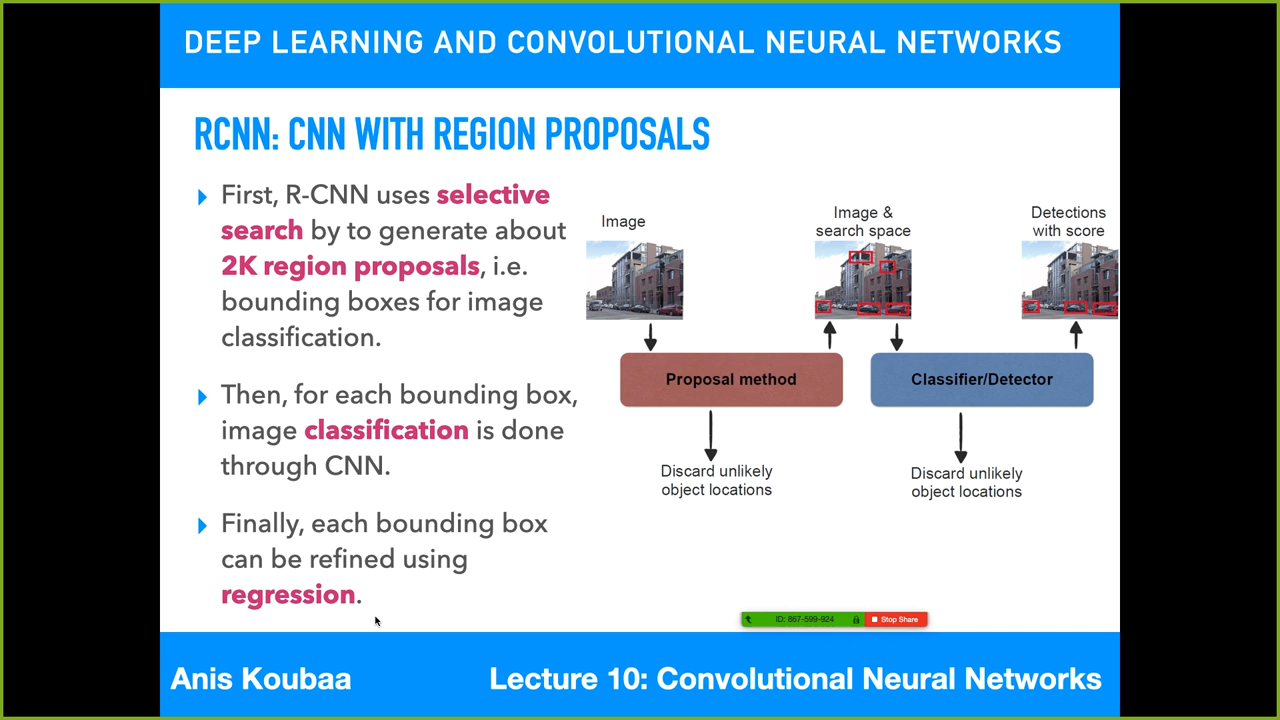 DEEP LEARNING AND CONVOLUTIONAL NEURAL NETWORKS
RCNN: CNN WITH REGION PROPOSALS
First, R-CNN uses selective
search by to generate about
2K region proposals, i.e.
bounding boxes for image
classification.
Then, for each bounding box,
image classification is done
through CNN.
Finally, each bounding box
can be refined using
regression.
Image
Image &
search space
Detections
with score
Proposal method
Classifier/Detector
Discard unlikely
object locations
Discard unlikely
object locations
ID: 867-599-924
Stop Share
Anis Koubaa
Lecture 10: Convolutional Neural Networks